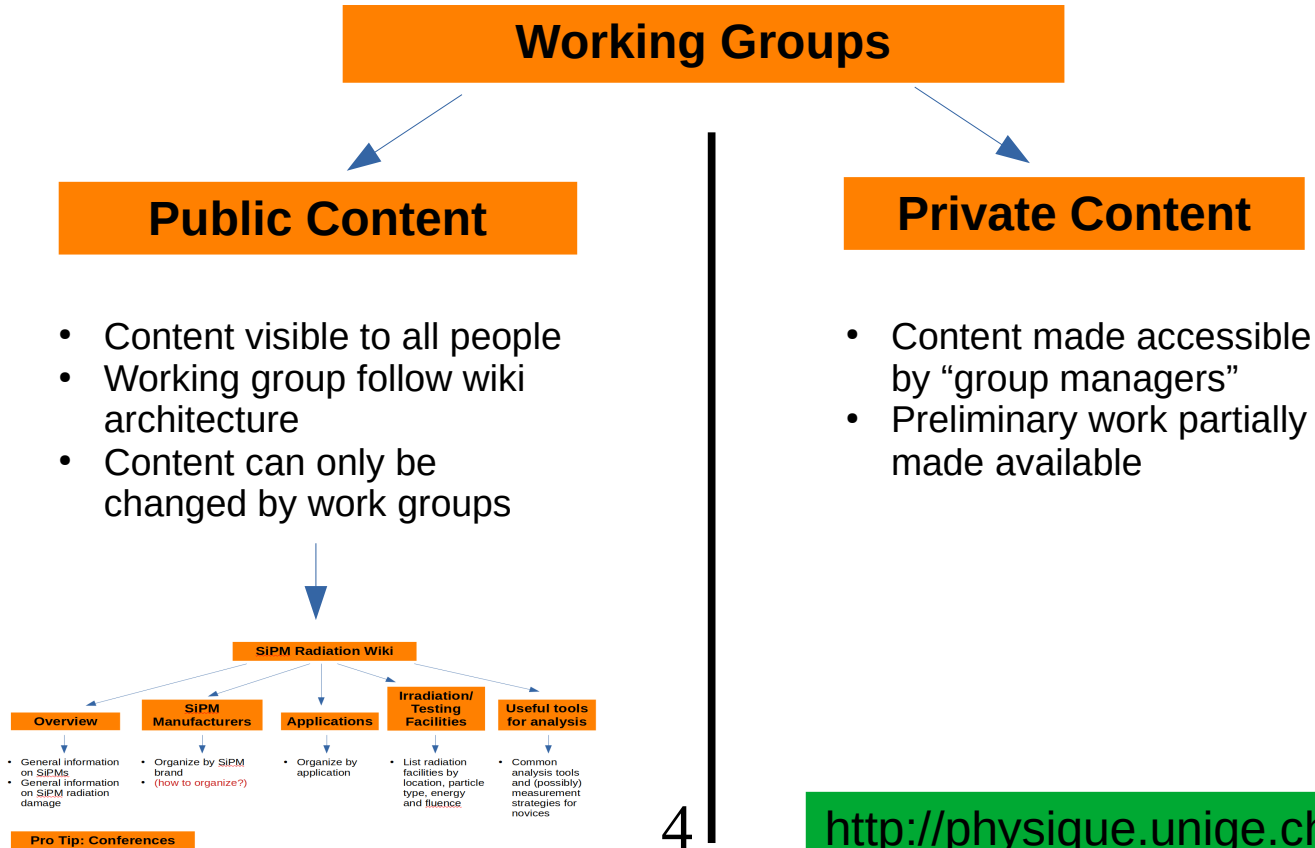 Working Groups
Public Content
• Content visible to all people
• Working group follow wiki
architecture
• Content can only be
changed by work groups
SiPM Radiation Wiki
Overview
• General information
on SiPMs
• General information
on SiPM radiation
damage
SiPM
Manufacturers
• Organize by SiPM
brand
• (how to organize?)
Applications
• Organize by
application
Irradiation/
Testing
Facilities
• List radiation
facilities by
location, particle
type, energy
and fluence
Useful tools
for analysis
• Common
analysis tools
and (possibly)
measurement
strategies for
novices
Pro Tip: Conferences
Private Content
• Content made accessible
by “group managers”
• Preliminary work partially
made available
4
http://physique.unige.ch